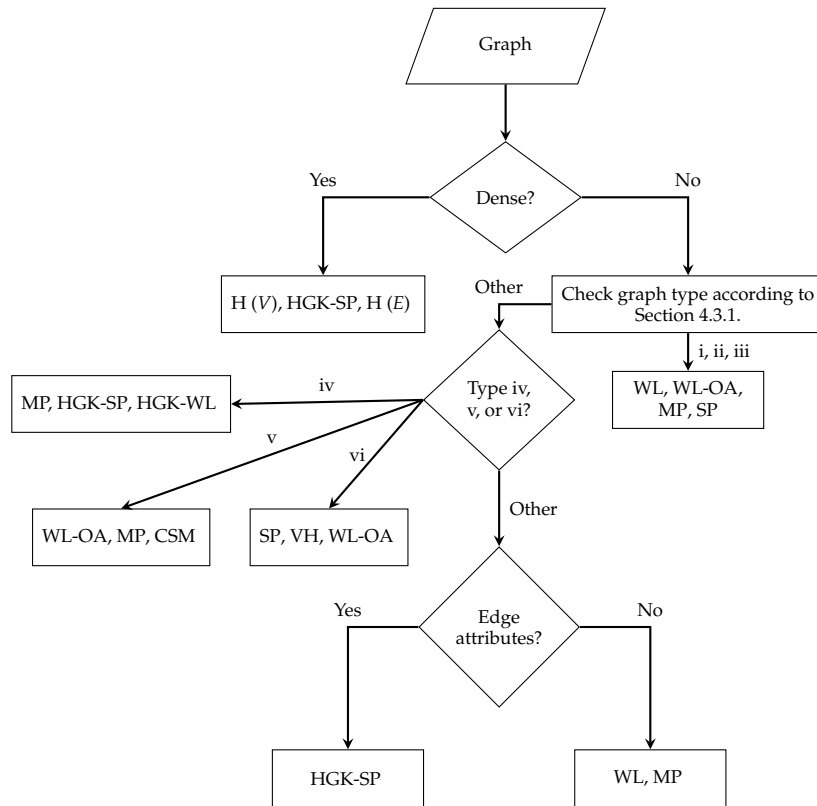 Graph
Dense?
Yes
No
H (V), HGK-SP, H (E)
Check graph type according to
Section 4.3.1.
Other
i, ii, iii
WL, WL-OA,
MP, SP
Type iv,
v, or vi?
iv
MP, HGK-SP, HGK-WL
v
vi
WL-OA, MP, CSM
SP, VH, WL-OA
Other
Edge
attributes?
Yes
No
HGK-SP
WL, MP